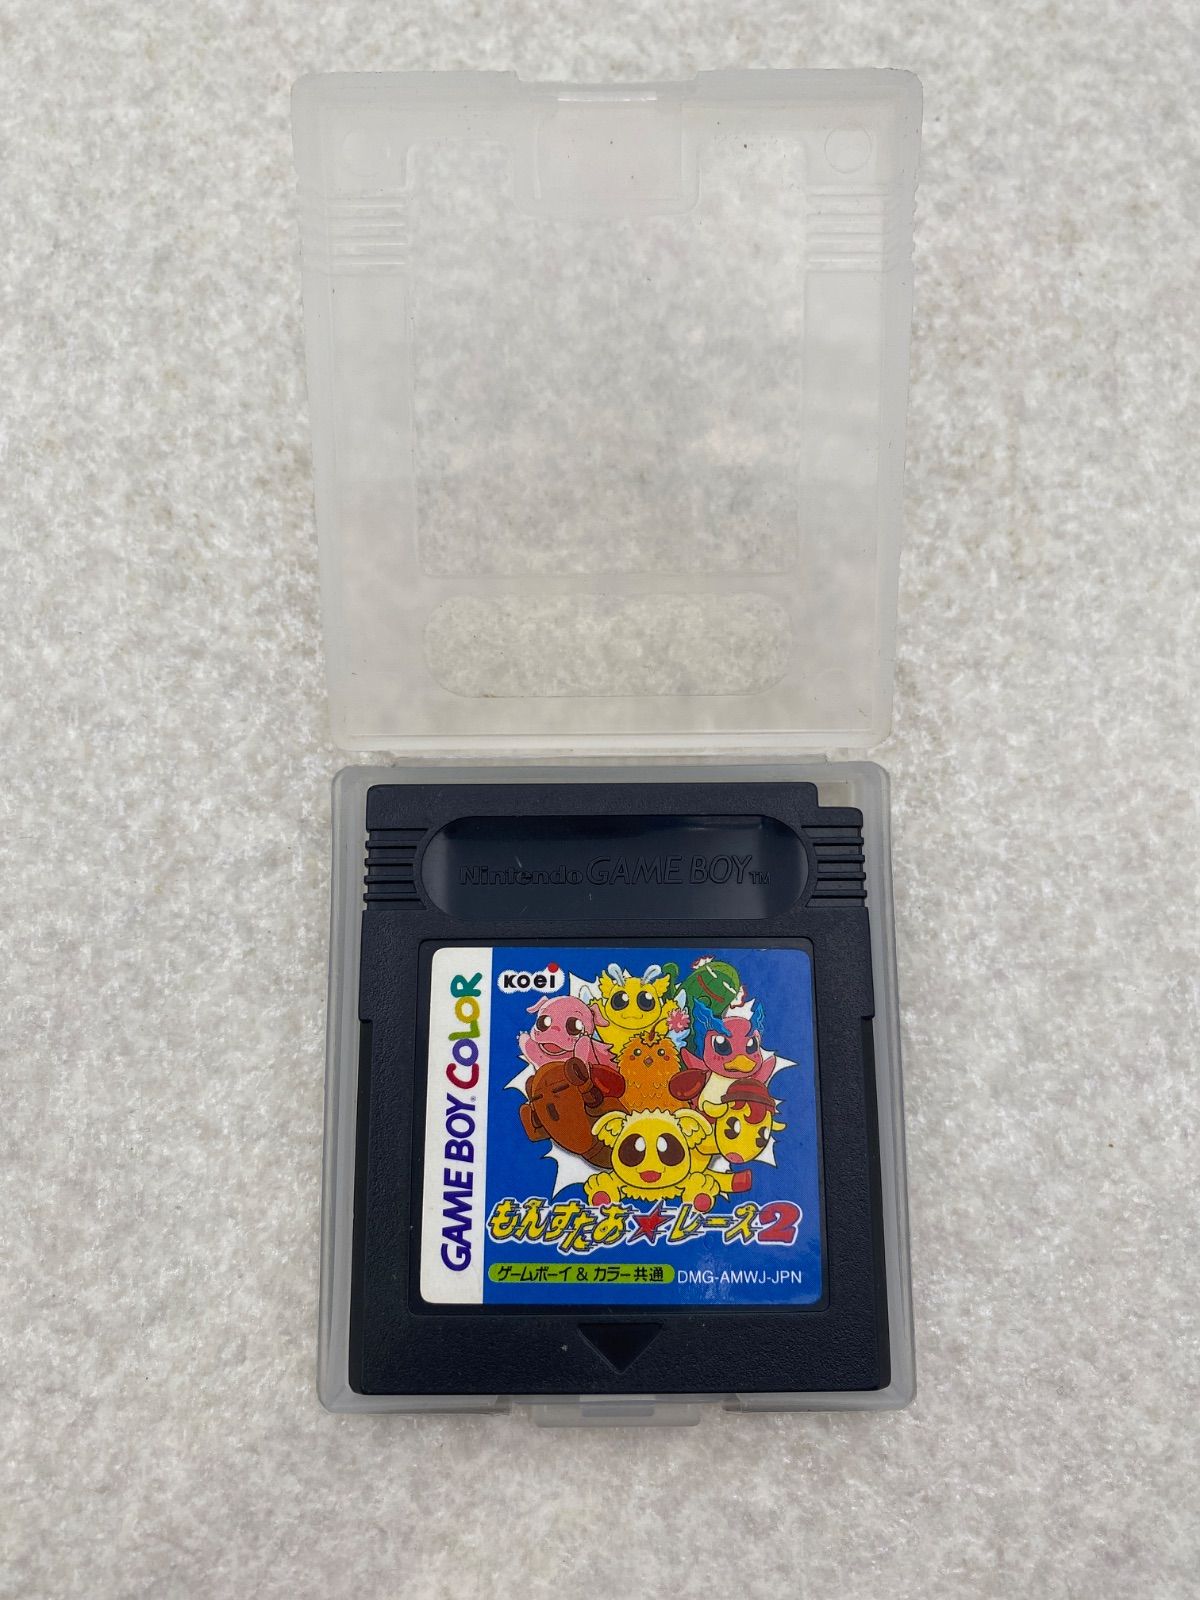 Nintendo GAME BOY™
GAME BOY COLOR
KOEI
もんすたあ★レース2
ゲームボーイ & カラー共通 DMG-AMWJ-JPN